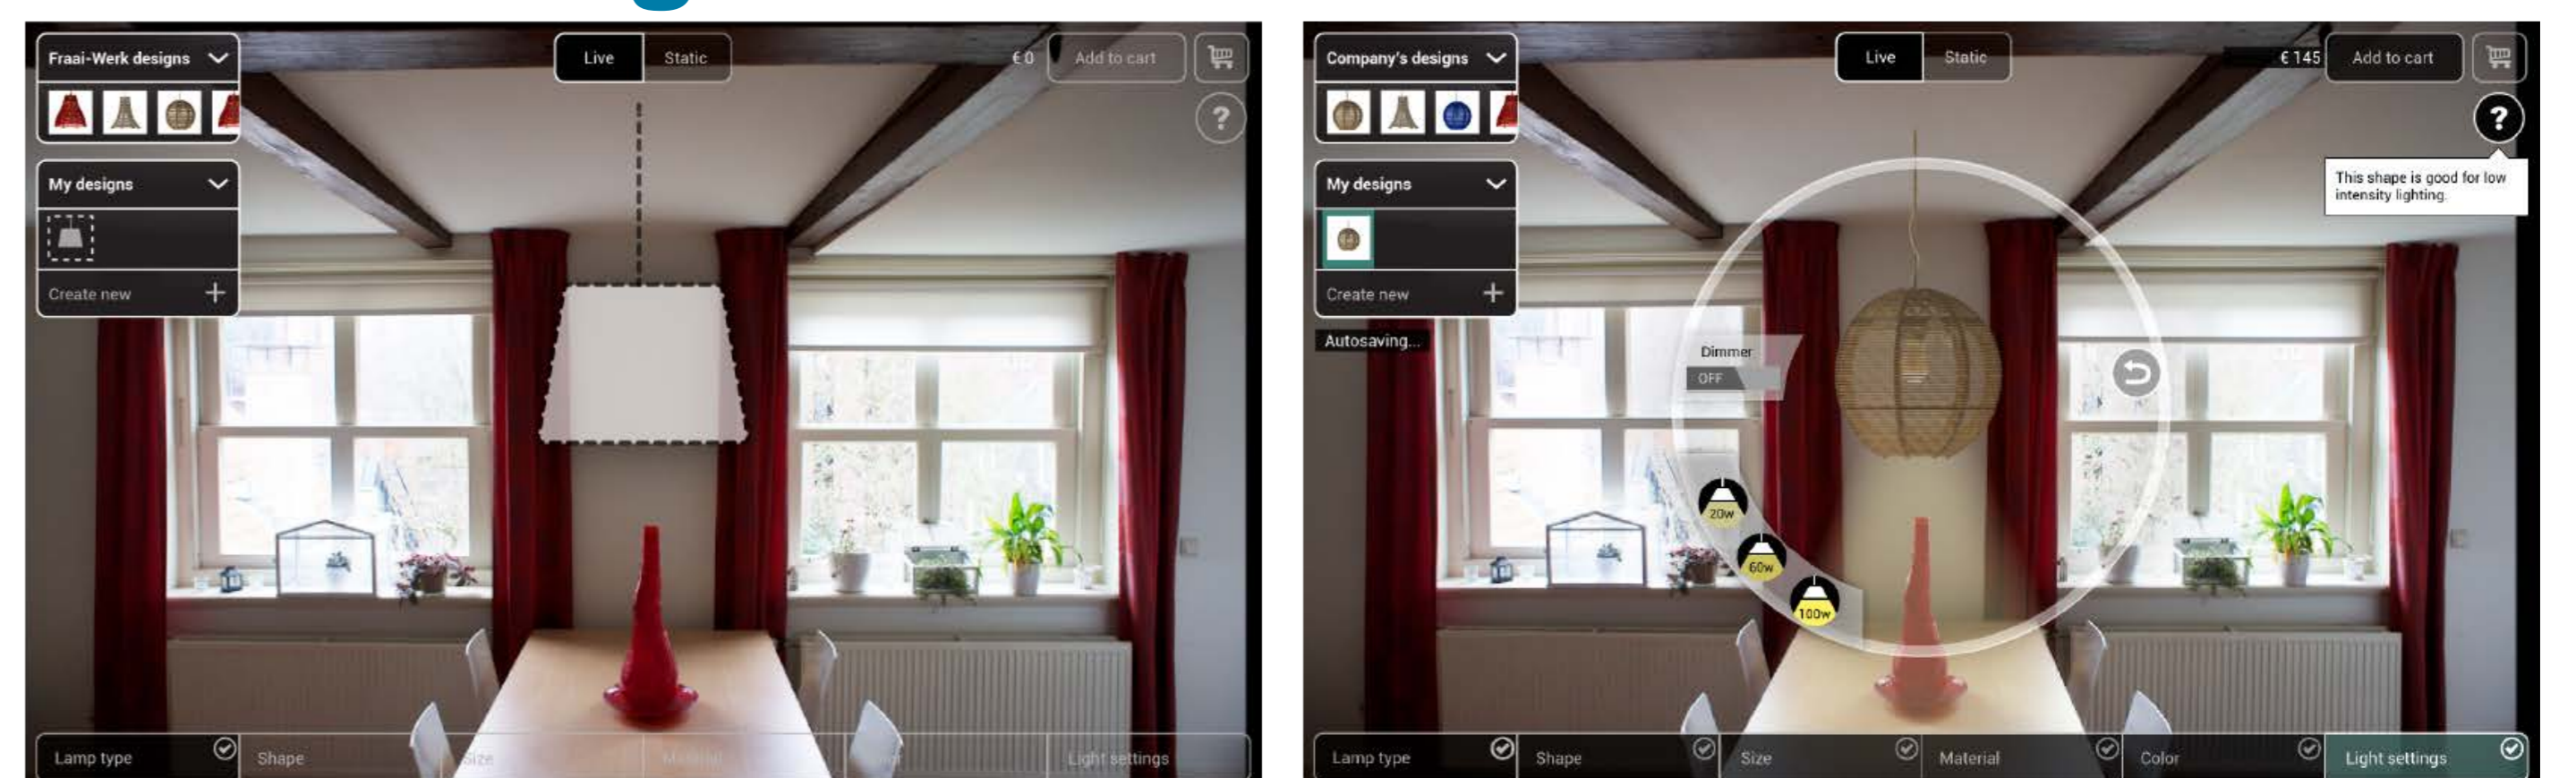 Fraai-Werk designs
Live
Static
€ 0
Add to cart
?
My designs
Create new
Lamp type
Shape
Size
Material
Light settings
Company's designs
Live
Static
€ 145
Add to cart
?
This shape is good for low
intensity lighting.
My designs
Create new
Autosaving...
Dimmer
OFF
20w
60w
100w
Lamp type
Shape
Size
Material
Color
Light settings